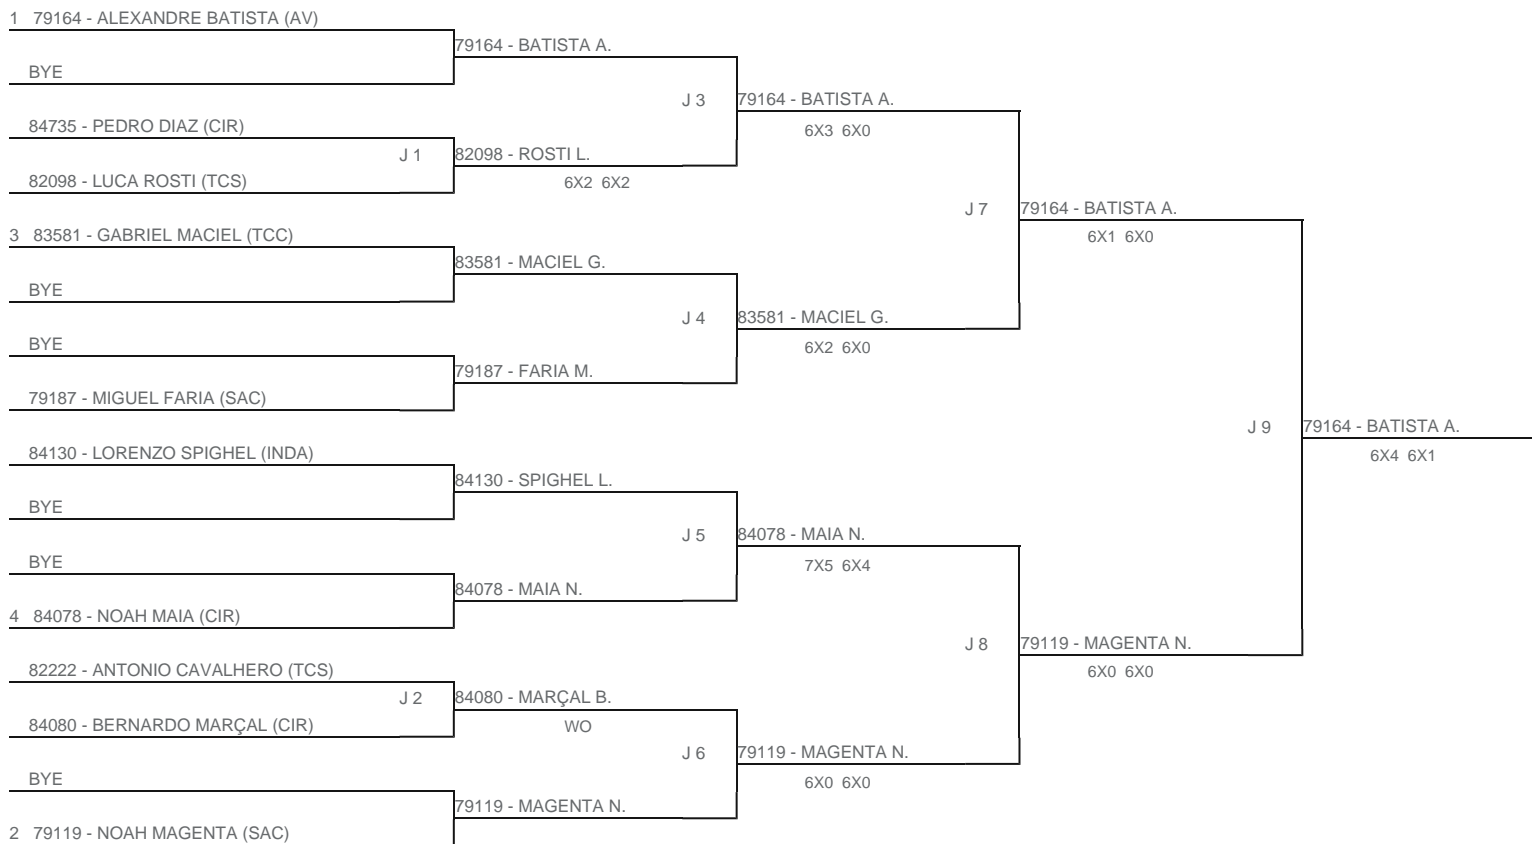 1 79164 - ALEXANDRE BATISTA (AV)
79164 - BATISTA A.
BYE
J 3
79164 - BATISTA A.
84735 - PEDRO DIAZ (CIR)
6X3 6X0
J 1
82098 - ROSTI L.
82098 - LUCA ROSTI (TCS)
6X2 6X2
J 7
79164 - BATISTA A.
3 83581 - GABRIEL MACIEL (TCC)
6X1 6X0
83581 - MACIEL G.
BYE
J 4
83581 - MACIEL G.
BYE
6X2 6X0
79187 - FARIA M.
79187 - MIGUEL FARIA (SAC)
J 9
79164 - BATISTA A.
84130 - LORENZO SPIGHEL (INDA)
6X4 6X1
84130 - SPIGHEL L.
BYE
J 5
84078 - MAIA N.
BYE
7X5 6X4
84078 - MAIA N.
4 84078 - NOAH MAIA (CIR)
J 8
79119 - MAGENTA N.
82222 - ANTONIO CAVALHERO (TCS)
6X0 6X0
J 2
84080 - MARÇAL B.
84080 - BERNARDO MARÇAL (CIR)
WO
J 6
79119 - MAGENTA N.
BYE
6X0 6X0
79119 - MAGENTA N.
2 79119 - NOAH MAGENTA (SAC)